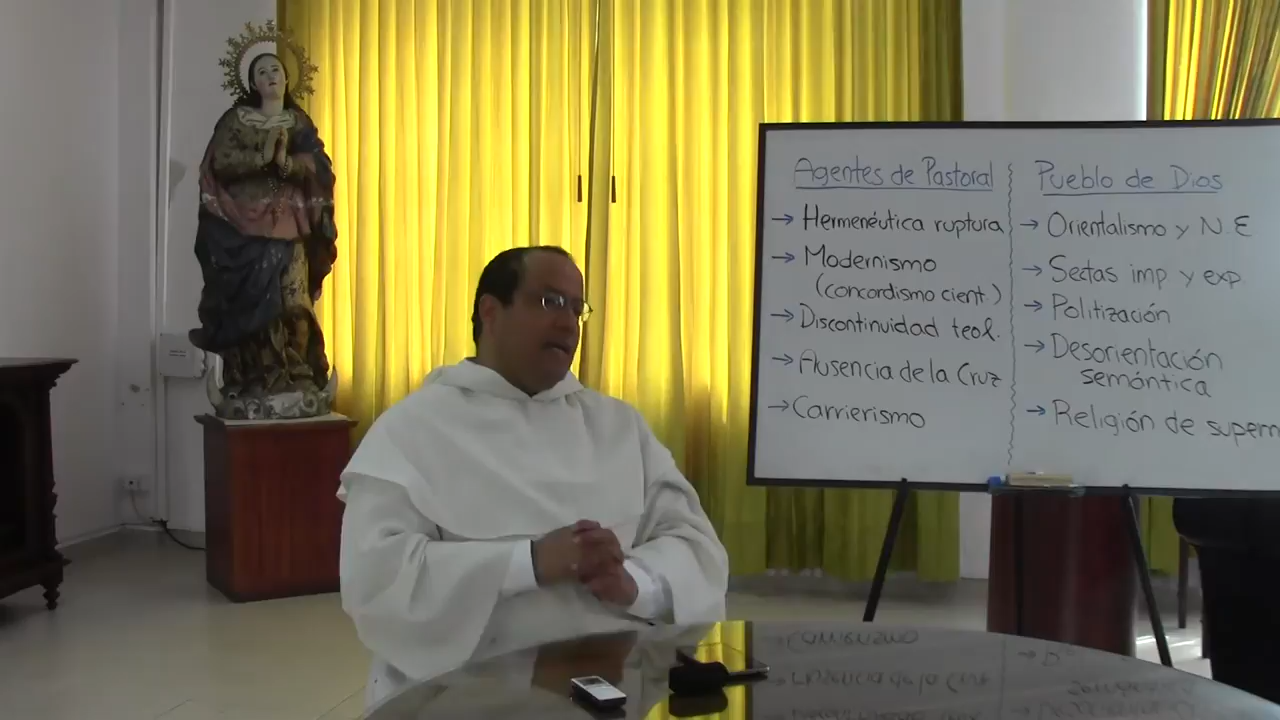 Agentes de Pastoral
→ Hermenéutica ruptura
→ Modernismo
(concordismo cient.)
→ Discontinuidad teol.
→ Ausencia de la Cruz
→ Carrierismo
Pueblo de Dios
→ Orientalismo y N.E
→ Sectas imp y exp
→ Politización
→ Desorientación
semántica
→ Religión de superm